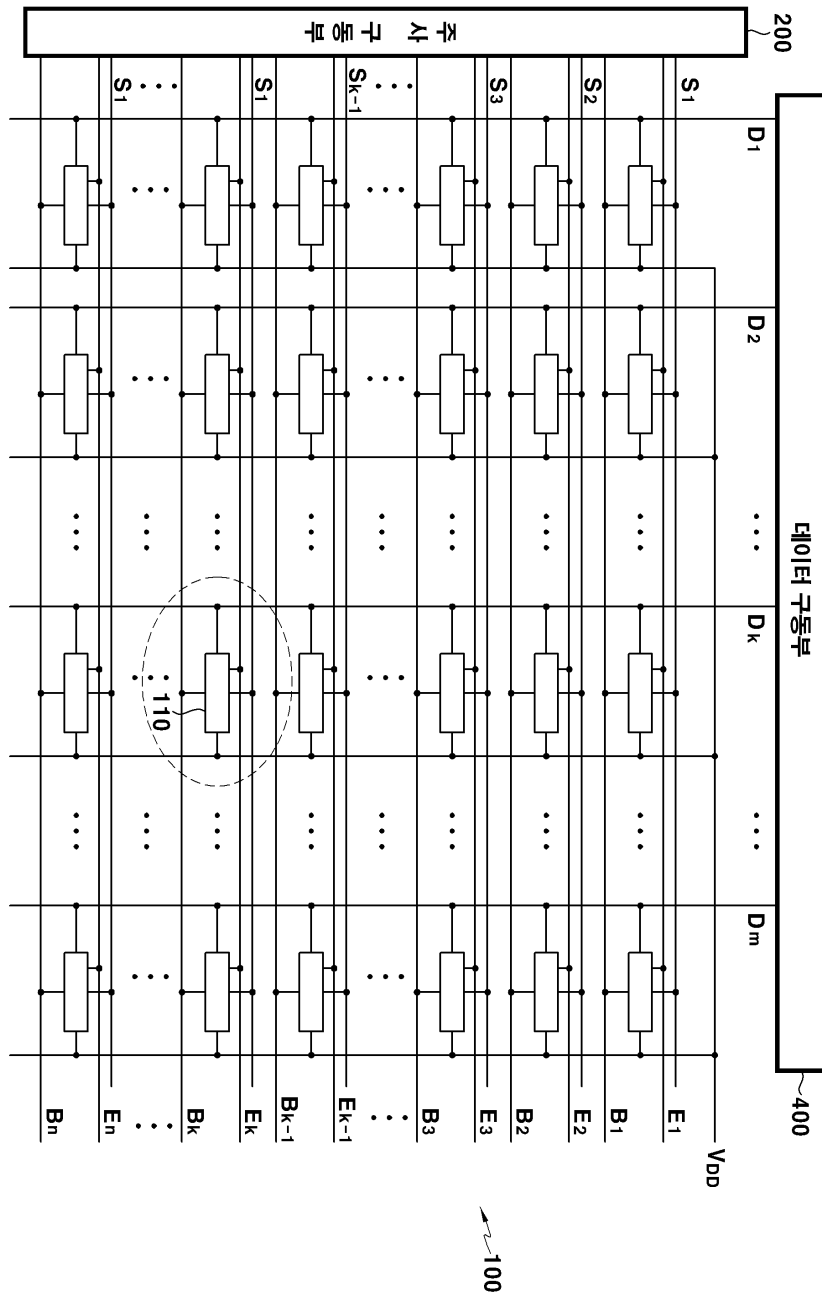 데이터 구동부
400
200
주사 구동부
D1 D2 ··· Dk ··· Dm
VDD
S1
E1
B1
S2
E2
B2
S3
E3
B3
···
Sk-1
Ek-1
Bk-1
S1
Ek
Bk
110
···
S1
En
Bn
100